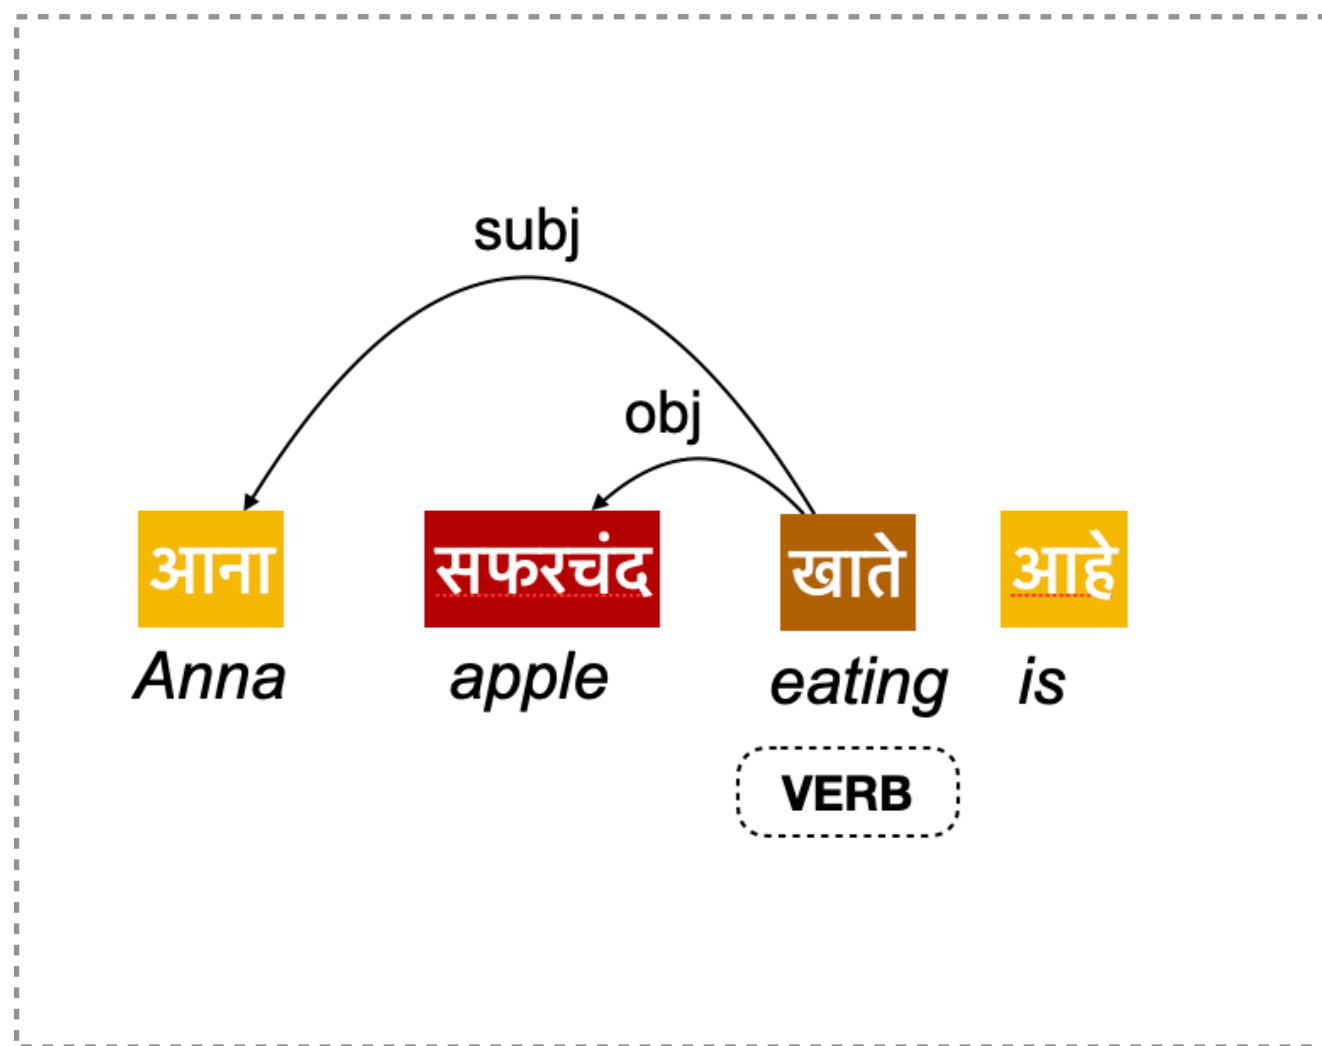 subj
obj
आना सफरचंद खाते आहे
Anna apple eating is
VERB